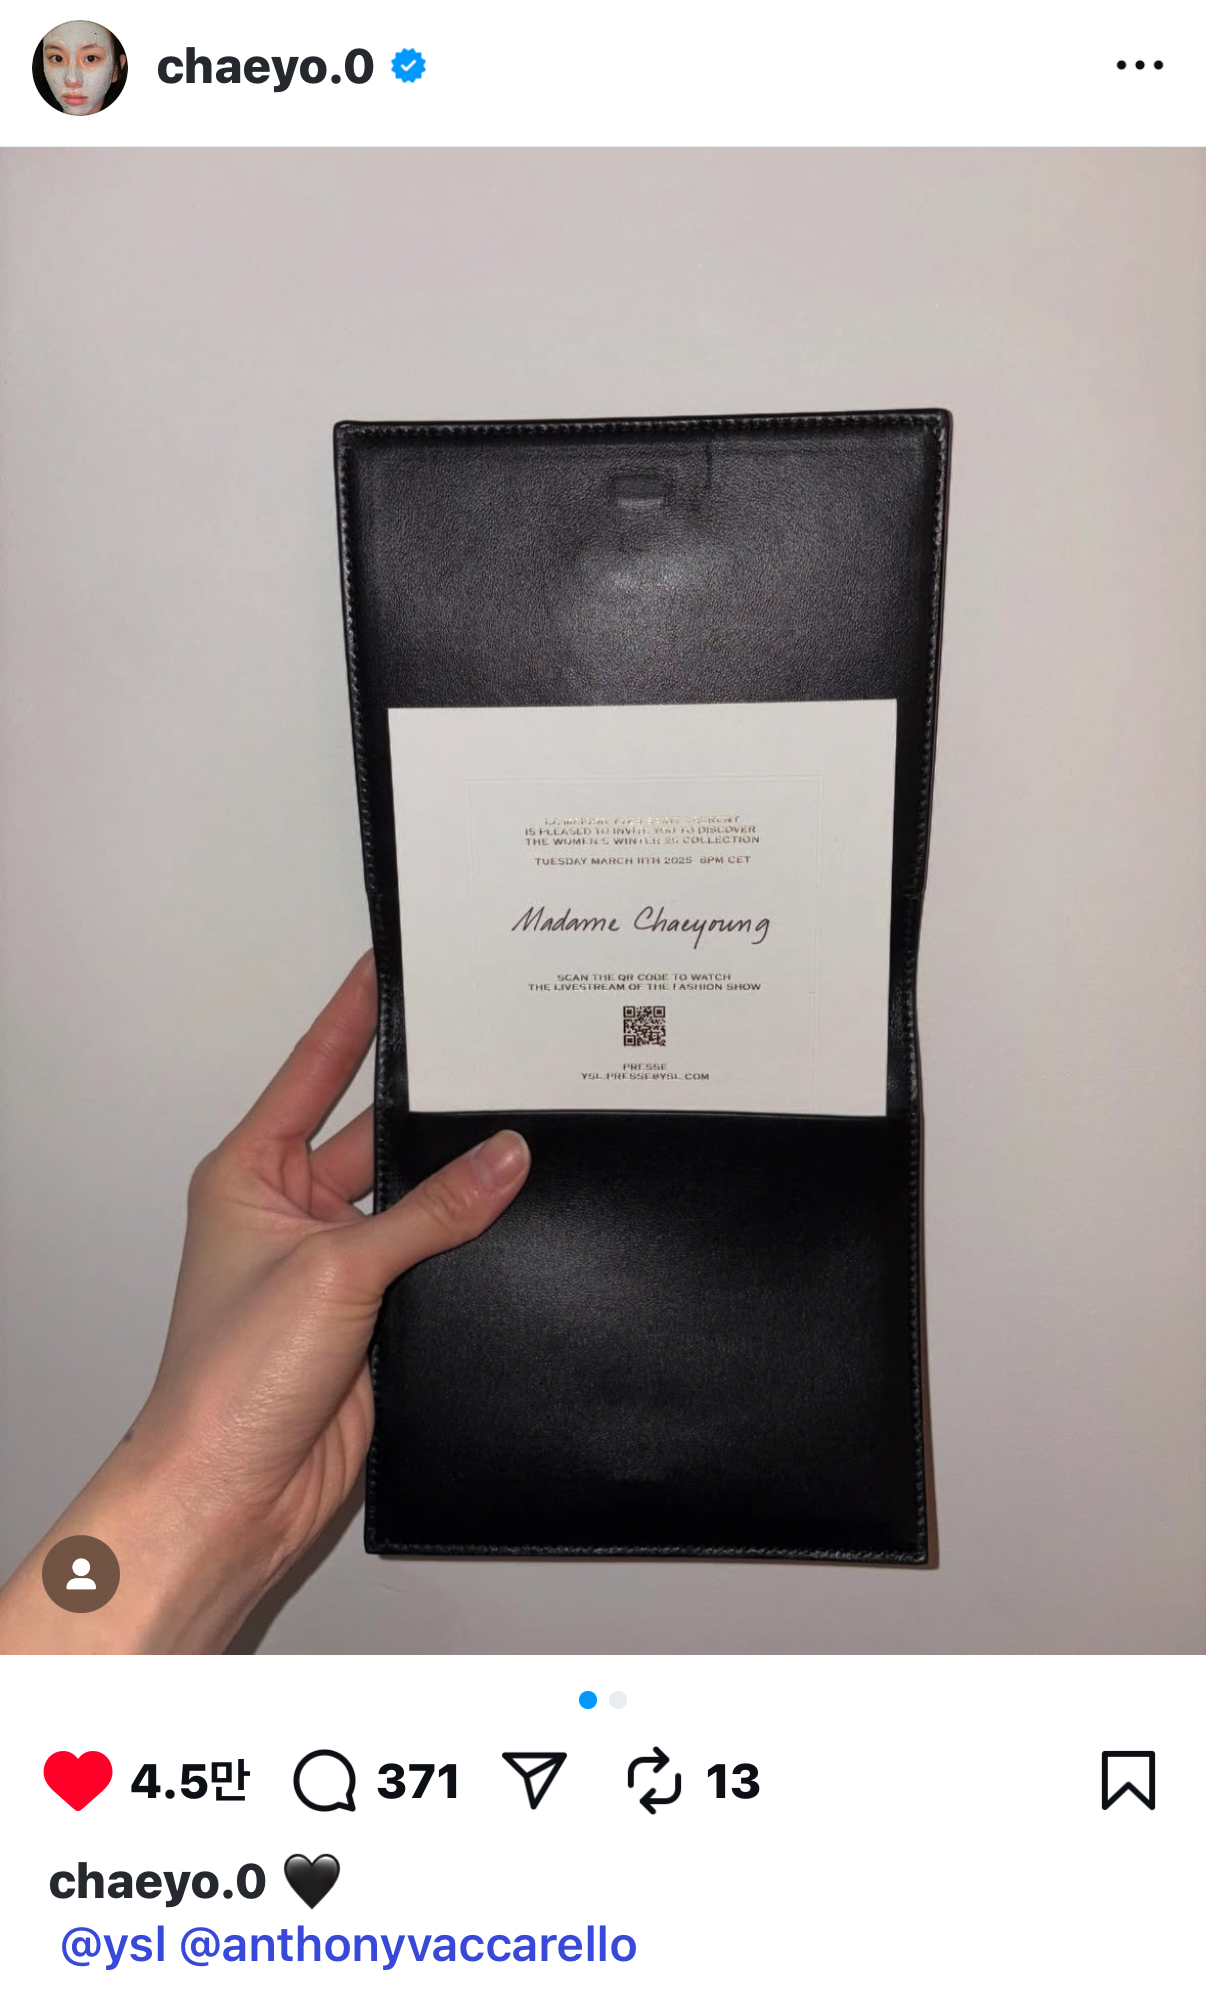 chaeyo.0
IS PLEASED TO INVITE YOU TO DISCOVER
THE WOMEN'S WINTER 25 COLLECTION
TUESDAY MARCH 11TH 2025 8PM CET
Madame Chaeyoung
SCAN THE QR CODE TO WATCH
THE LIVESTREAM OF THE FASHION SHOW
PRESSE
YSL.PRESSE@YSL.COM
4.5만 371 13
chaeyo.0 🖤
@ysl @anthonyvaccarello